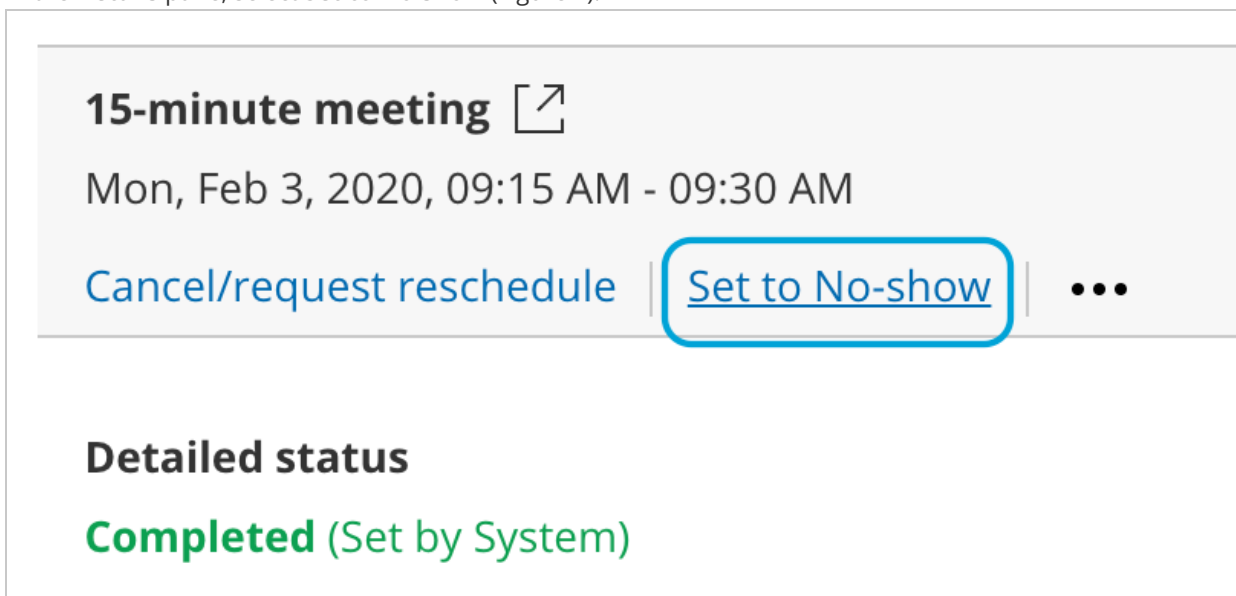 15-minute meeting
Mon, Feb 3, 2020, 09:15 AM - 09:30 AM
Cancel/request reschedule Set to No-show •••
Detailed status
Completed (Set by System)